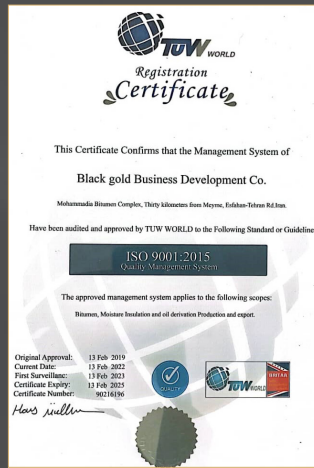 TUW WORLD
Registration
Certificate
This Certificate Confirms that the Management System of
Black gold Business Development Co.
Mohammadia Bitumen Complex, Thirty kilometers from Meyme, Esfahan-Tehran Rd.Iran.
Have been audited and approved by TUW WORLD to the Following Standard or Guideline
ISO 9001:2015
Quality Management System
The approved management system applies to the following scopes:
Bitumen, Moisture Insulation and oil derivation Production and export.
Original Approval: 13 Feb 2019
Current Date: 13 Feb 2022
First Surveillanc: 13 Feb 2023
Certificate Expiry: 13 Feb 2025
Certificate Number: 90216196
QUALITY
TUW WORLD